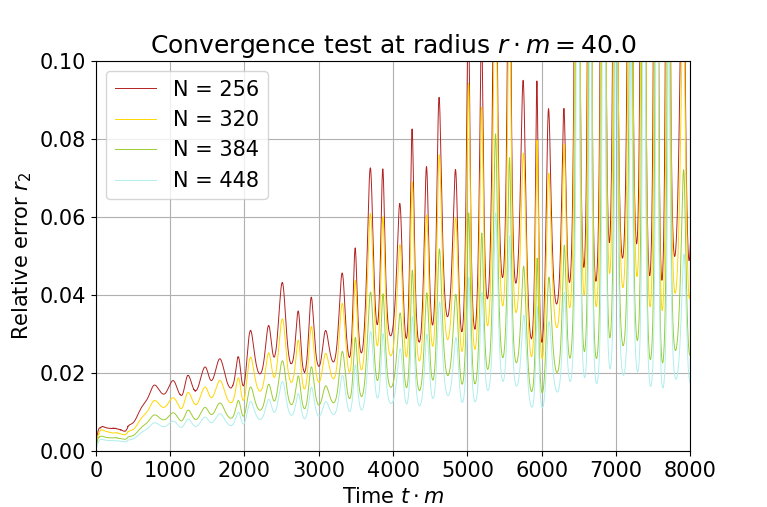 Convergence test at radius r · m = 40.0
Relative error r₂
0.10
0.08
0.06
0.04
0.02
0.00
N = 256
N = 320
N = 384
N = 448
0 1000 2000 3000 4000 5000 6000 7000 8000
Time t · m